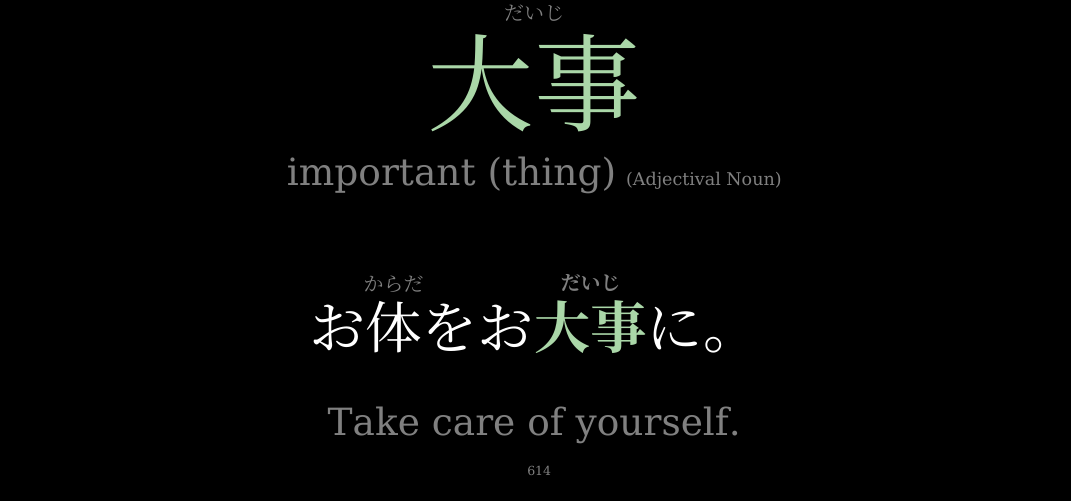 だいじ
大事
important (thing) (Adjectival Noun)
からだ だいじ
お体をお大事に。
Take care of yourself.
614